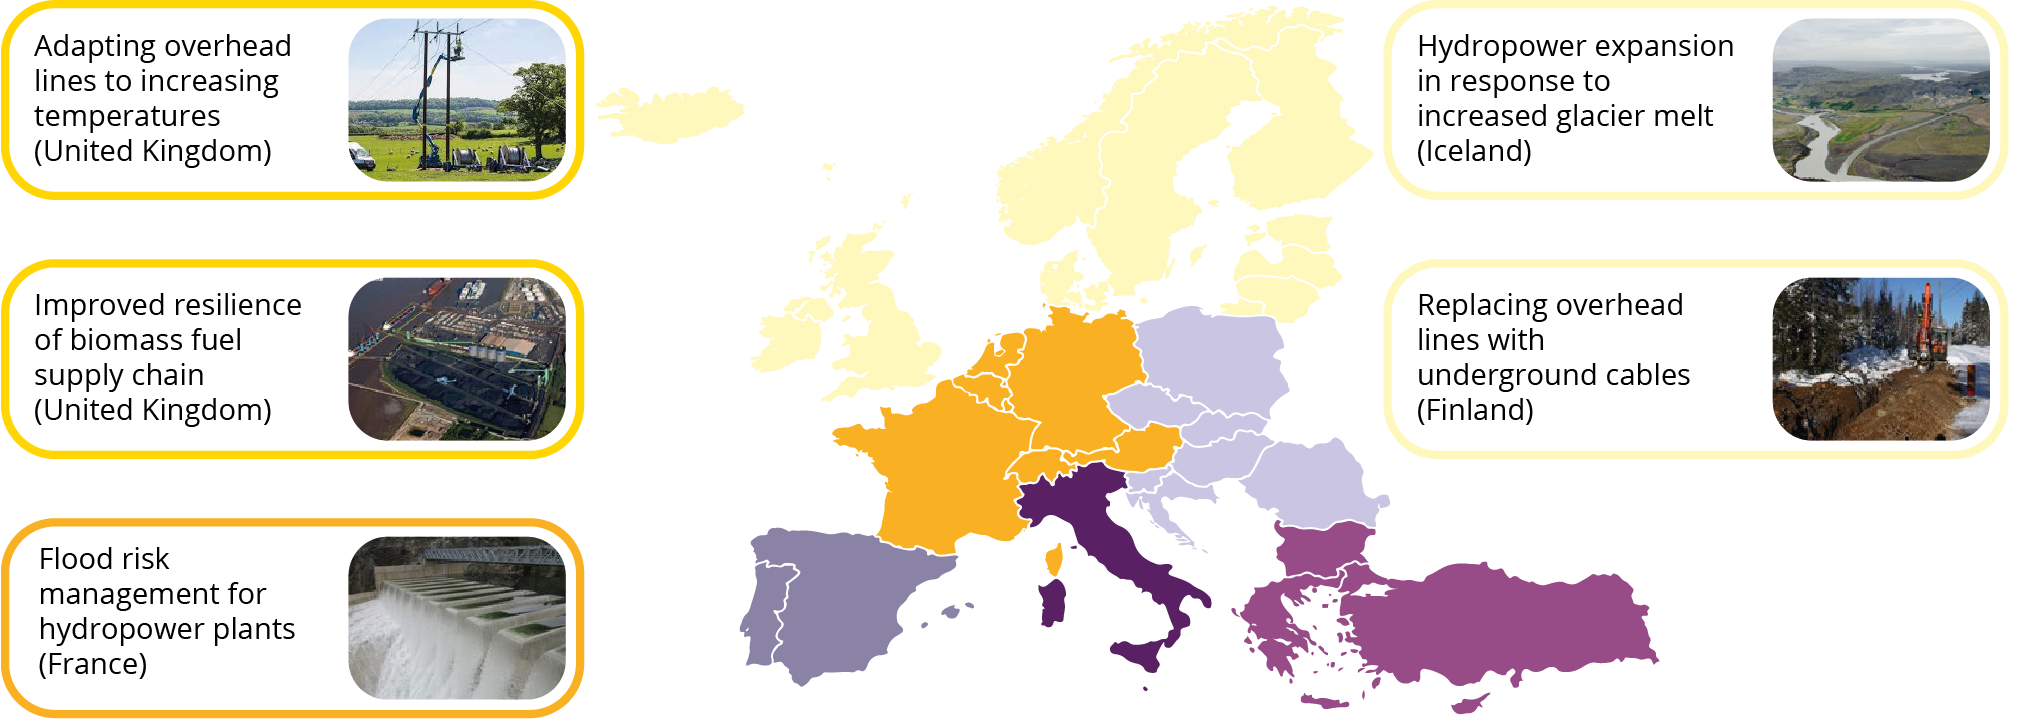 Adapting overhead
lines to increasing
temperatures
(United Kingdom)
Improved resilience
of biomass fuel
supply chain
(United Kingdom)
Flood risk
management for
hydropower plants
(France)
Hydropower expansion
in response to
increased glacier melt
(Iceland)
Replacing overhead
lines with
underground cables
(Finland)